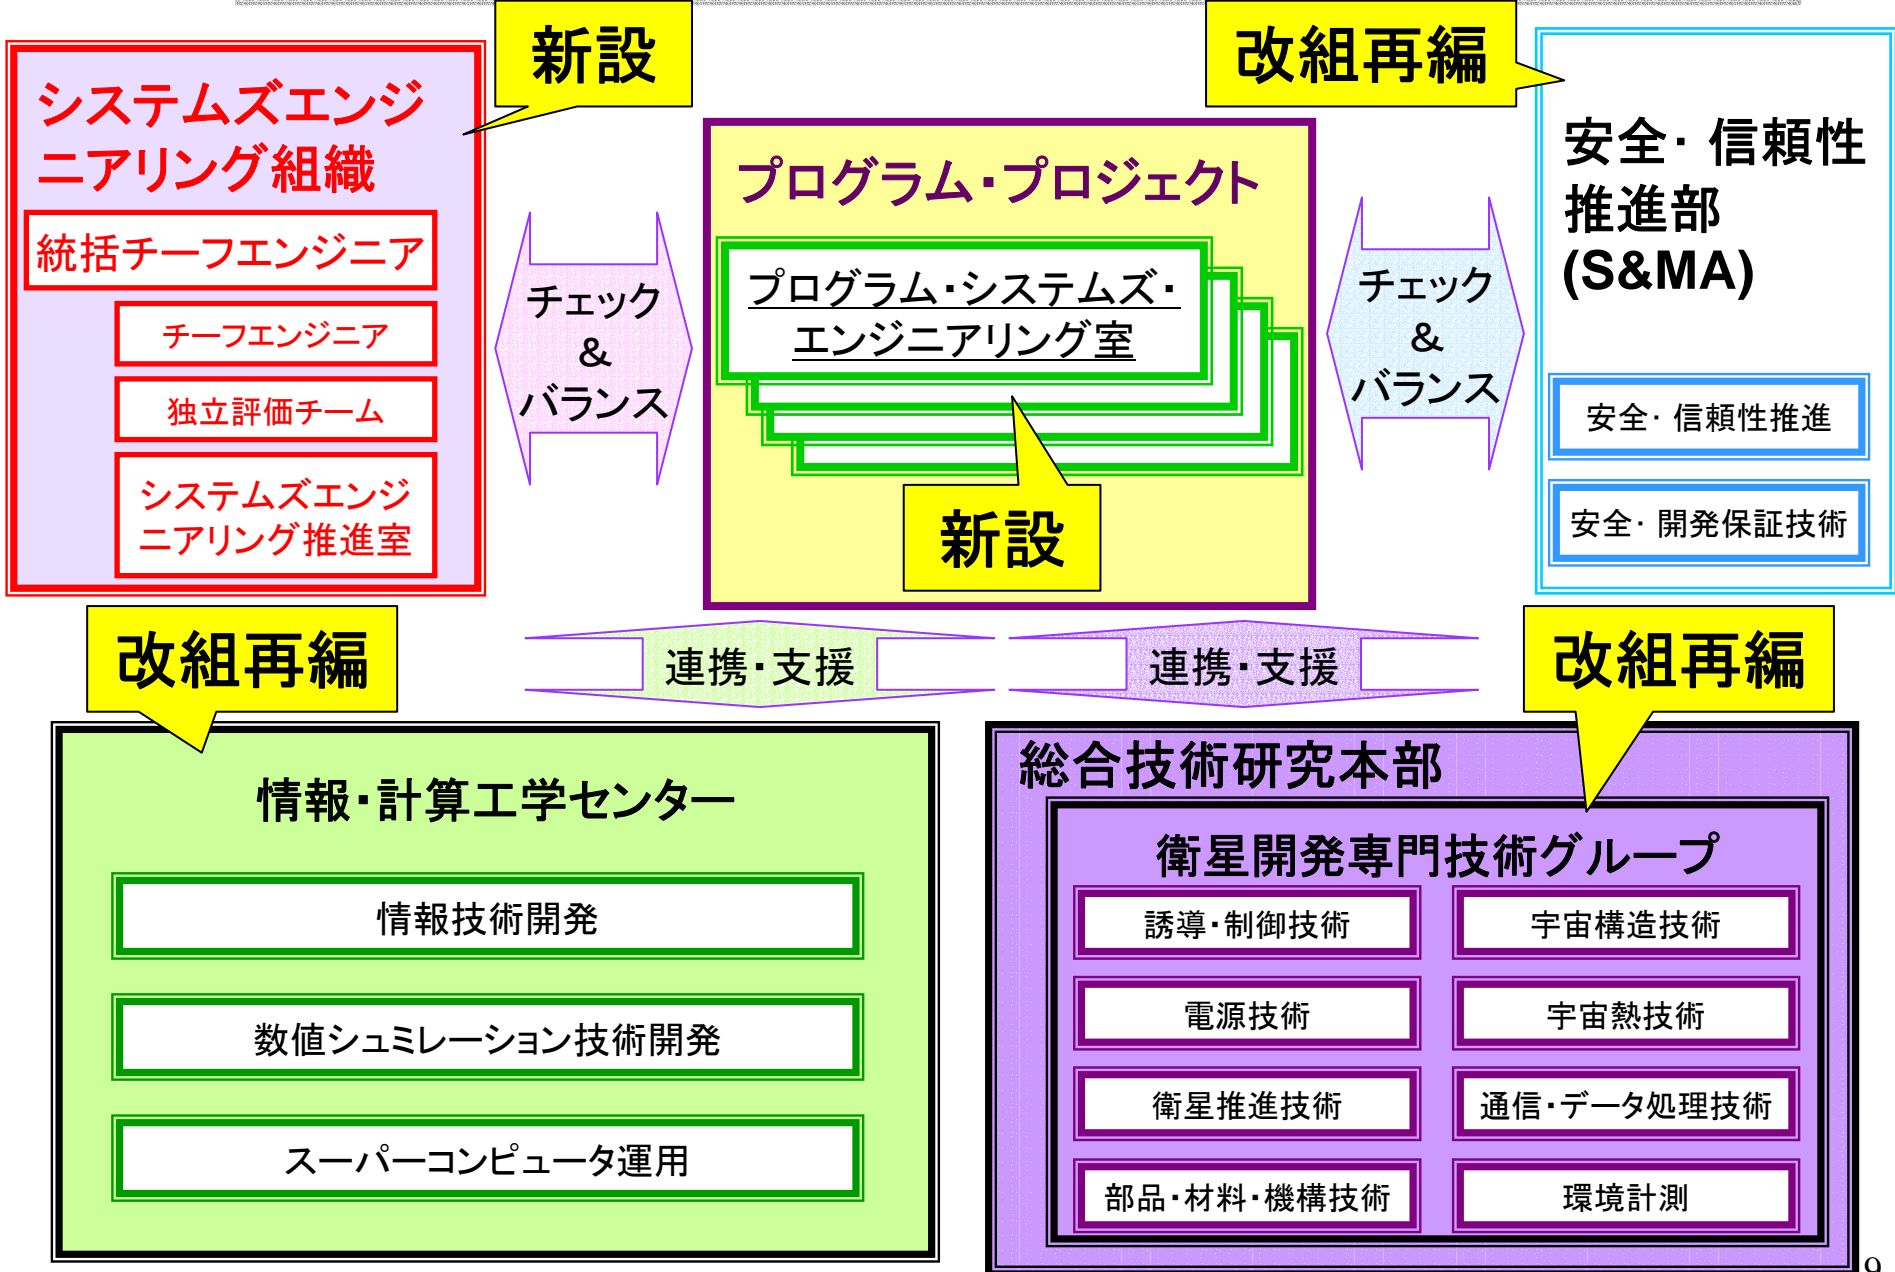 新設
改組再編
システムズエンジ
ニアリング組織
統括チーフエンジニア
チーフエンジニア
独立評価チーム
システムズエンジ
ニアリング推進室
チェック
&
バランス
プログラム・プロジェクト
プログラム・システムズ・
エンジニアリング室
新設
チェック
&
バランス
安全・信頼性
推進部
(S&MA)
安全・信頼性推進
安全・開発保証技術
改組再編
連携・支援
連携・支援
改組再編
情報・計算工学センター
情報技術開発
数値シュミレーション技術開発
スーパーコンピュータ運用
総合技術研究本部
衛星開発専門技術グループ
誘導・制御技術
宇宙構造技術
電源技術
宇宙熱技術
衛星推進技術
通信・データ処理技術
部品・材料・機構技術
環境計測
9